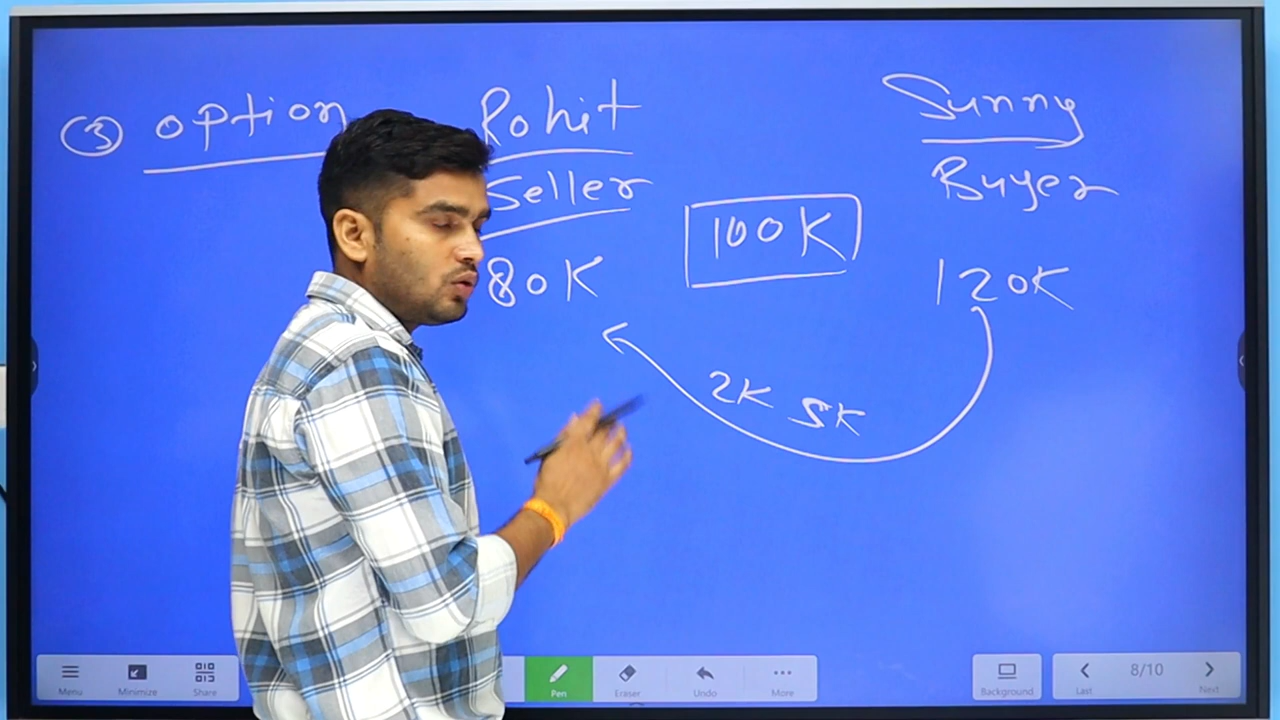 ③ option Rohit Sunny
Seller Buyer
100K
80K 120K
2K 5K
Menu Minimize Share Pen Eraser Undo More Background Last 8/10 Next